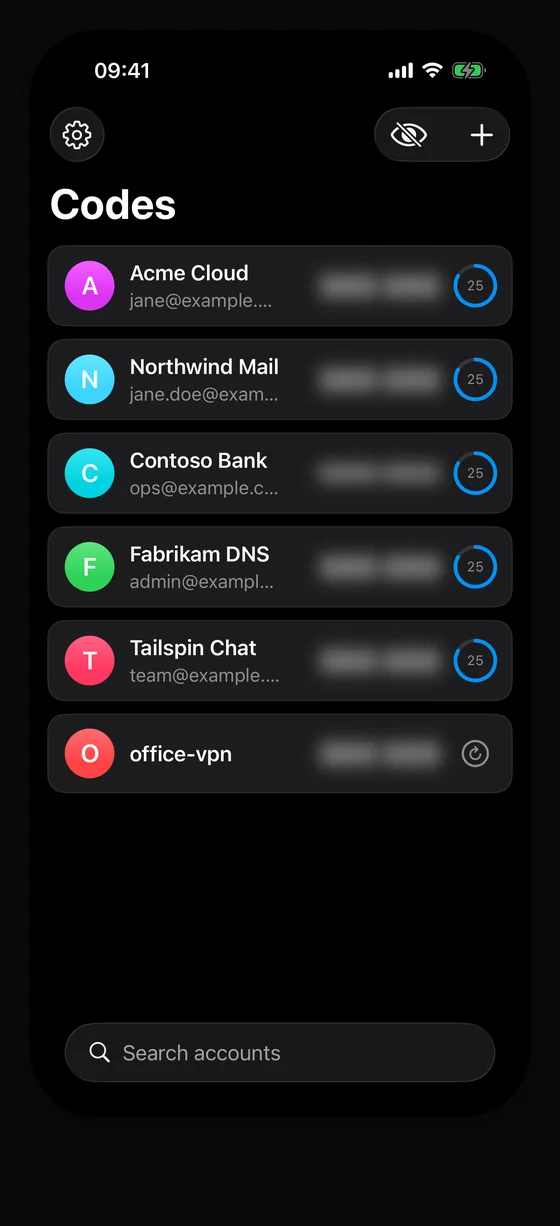 09:41
Codes
A
Acme Cloud
jane@example....
25
N
Northwind Mail
jane.doe@exam...
25
C
Contoso Bank
ops@example.c...
25
F
Fabrikam DNS
admin@exampl...
25
T
Tailspin Chat
team@example....
25
O
office-vpn
Search accounts